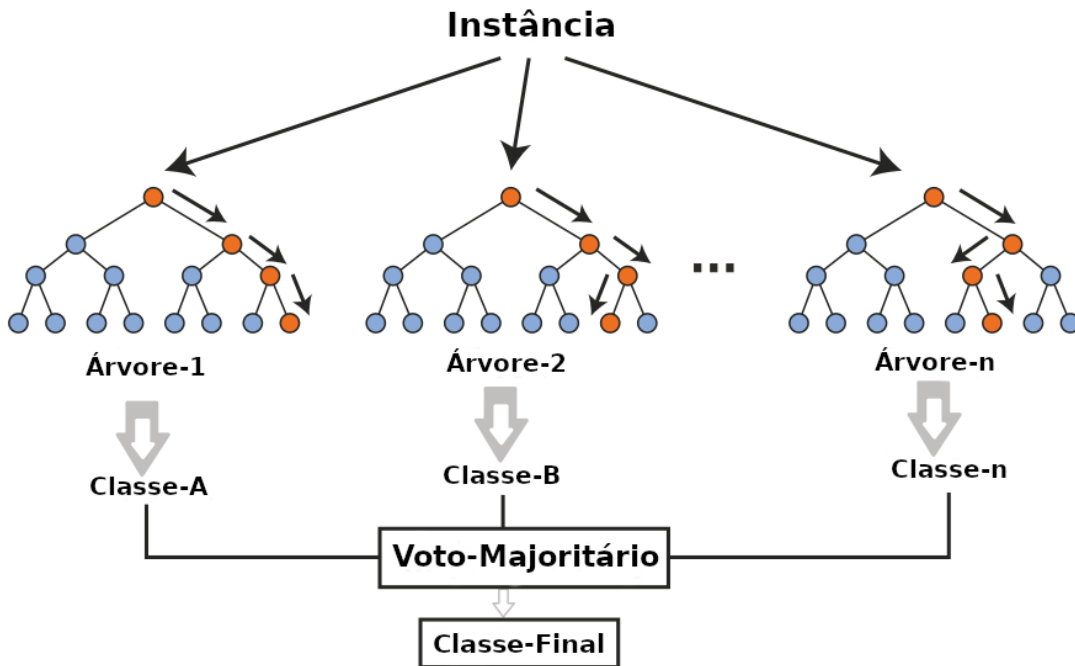 Instância
...
Árvore-1
Árvore-2
Árvore-n
Classe-A
Classe-B
Classe-n
Voto-Majoritário
Classe-Final